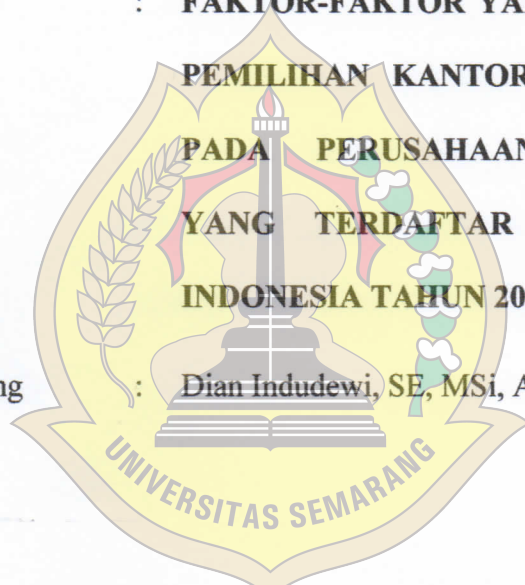 : FAKTOR-FAKTOR YA
PEMILIHAN KANTOR
PADA PERUSAHAAN
YANG TERDAFTAR
INDONESIA TAHUN 20
ng : Dian Indudewi, SE, MSi, A
UNIVERSITAS SEMARANG